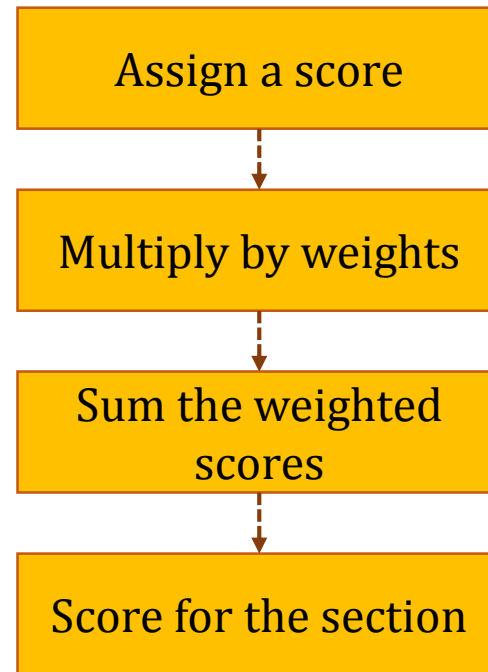 Assign a score
Multiply by weights
Sum the weighted
scores
Score for the section